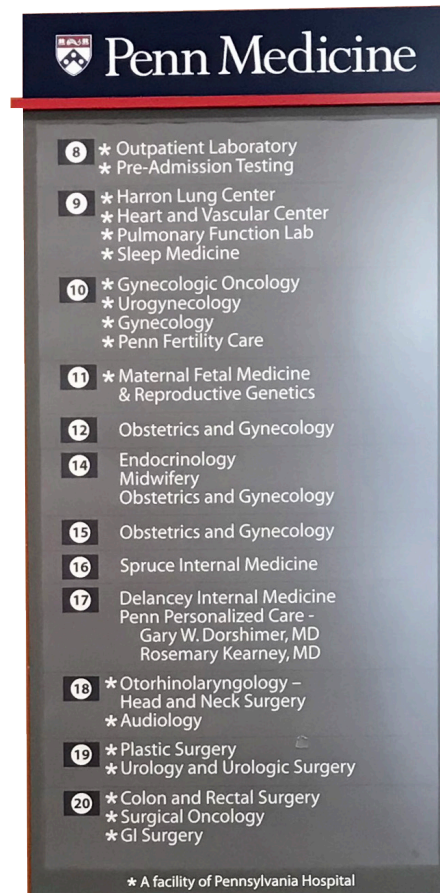 Penn Medicine
8 * Outpatient Laboratory
* Pre-Admission Testing
9 * Harron Lung Center
* Heart and Vascular Center
* Pulmonary Function Lab
* Sleep Medicine
10 * Gynecologic Oncology
* Urogynecology
* Gynecology
* Penn Fertility Care
11 * Maternal Fetal Medicine
& Reproductive Genetics
12 Obstetrics and Gynecology
14 Endocrinology
Midwifery
Obstetrics and Gynecology
15 Obstetrics and Gynecology
16 Spruce Internal Medicine
17 Delancey Internal Medicine
Penn Personalized Care -
Gary W. Dorshimer, MD
Rosemary Kearney, MD
18 * Otorhinolaryngology –
Head and Neck Surgery
* Audiology
19 * Plastic Surgery
* Urology and Urologic Surgery
20 * Colon and Rectal Surgery
* Surgical Oncology
* GI Surgery
* A facility of Pennsylvania Hospital